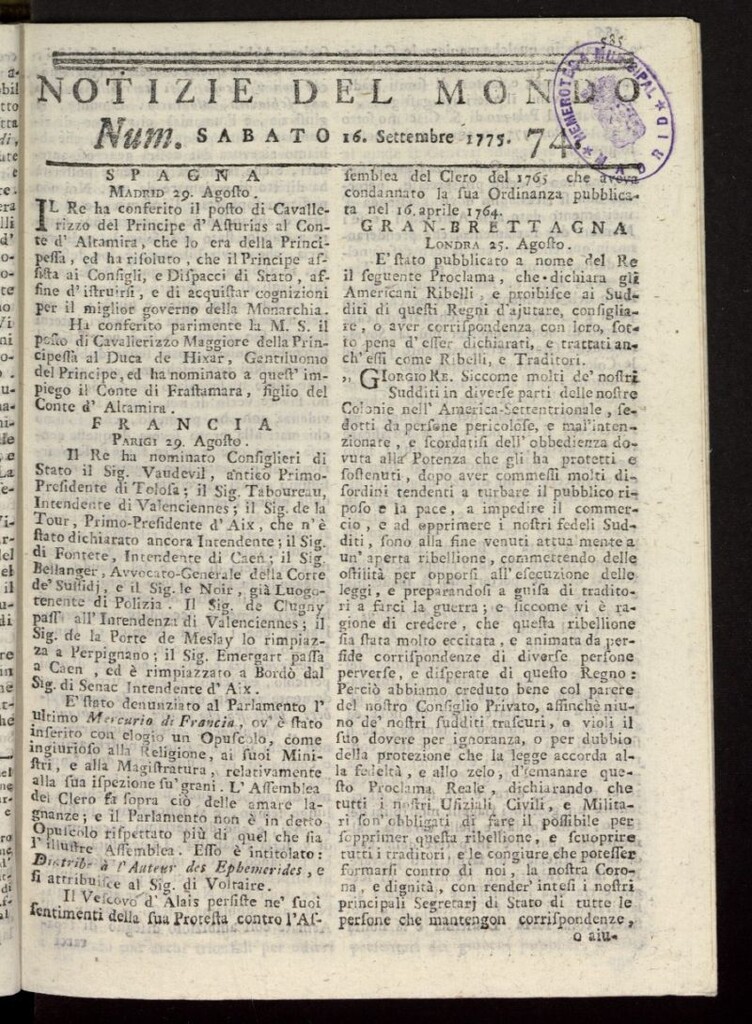 585
NOTIZIE DEL MONDO
Num. SABATO 16. Settembre 1775. 74.
HEMEROTECA MUNICIPAL
MADRID
SPAGNA
MADRID 29. Agoſto.
IL Re ha conferito il poſto di Cavalle-
rizzo del Principe d' Aſturias al Con-
te d' Altamira, che lo era della Princi-
peſſa, ed ha riſoluto, che il Principe aſ-
ſiſta ai Conſigli, e Diſpacci di Stato, af-
fine d' iſtruirſi, e di acquiſtar cognizioni
per il miglior governo della Monarchia.
Ha conferito parimente la M. S. il
poſto di Cavallerizzo Maggiore della Prin-
cipeſſa al Duca de Hixar, Gentiluomo
del Principe, ed ha nominato a queſt' im-
piego il Conte di Fraſtamara, figlio del
Conte d' Altamira.
FRANCIA
PARIGI 29. Agoſto.
Il Re ha nominato Conſiglieri di
Stato il Sig. Vaudevil, antico Primo-
Preſidente di Toloſa; il Sig. Taboureau,
Intendente di Valenciennes; il Sig. de la
Tour, Primo-Preſidente d' Aix, che n' è
ſtato dichiarato ancora Intendente; il Sig.
di Fontete, Intendente di Caen; il Sig.
Bellanger, Avvocato-Generale della Corte
de' Suſſidj, e il Sig. le Noir, già Luogo-
tenente di Polizia. Il Sig. de Clugny
paſſa all' Intendenza di Valenciennes; il
Sig. de la Porte de Meslay lo rimpiaz-
za a Perpignano; il Sig. Emergart paſſa
a Caen, ed è rimpiazzato a Bordò dal
Sig. di Senac Intendente d' Aix.
E' ſtato denunziato al Parlamento l'
ultimo Mercurio di Francia, ov' è ſtato
inſerito con elogio un Opuſcolo, come
ingiurioſo alla Religione, ai ſuoi Mini-
ſtri, e alla Magiſtratura, relativamente
alla ſua iſpezione ſu' grani. L' Aſſemblea
del Clero fa ſopra ciò delle amare la-
gnanze; e il Parlamento non è in detto
Opuſcolo riſpettato più di quel che ſia
l' illuſtre Aſſemblea. Eſſo è intitolato:
Diatribe à l' Auteur des Ephemerides, e
ſi attribuiſce al Sig. di Voltaire.
Il Veſcovo d' Alais perſiſte ne' ſuoi
ſentimenti della ſua Proteſta contro l' Aſ-
ſemblea del Clero del 1765 che aveva
condannato la ſua Ordinanza pubblica-
ta nel 16. aprile 1764.
GRAN-BRETTAGNA
LONDRA 25. Agoſto.
E' ſtato pubblicato a nome del Re
il ſeguente Proclama, che dichiara gli
Americani Ribelli, e proibiſce ai Sud-
diti di queſti Regni d'ajutare, conſiglia-
re, o aver corriſpondenza con loro, ſot-
to pena d' eſſer dichiarati, e trattati an-
ch' eſſi come Ribelli, e Traditori.
„ GIORGIO RE. Siccome molti de' noſtri
Sudditi in diverſe parti delle noſtre
Colonie nell' America-Settentrionale, ſe-
dotti da perſone pericoloſe, e mal' inten-
zionate, e ſcordatiſi dell' obbedienza do-
vuta alla Potenza che gli ha protetti e
ſoſtenuti, dopo aver commeſſi molti di-
ſordini tendenti a turbare il pubblico ri-
poſo e la pace, a impedire il commer-
cio, e ad opprimere i noſtri fedeli Sud-
diti, ſono alla fine venuti attualmente a
un' aperta ribellione, commettendo delle
oſtilità per opporſi all' eſecuzione delle
leggi, e preparandoſi a guiſa di tradito-
ri a farci la guerra; e ſiccome vi è ra-
gione di credere, che queſta ribellione
ſia ſtata molto eccitata, e animata da per-
fide corriſpondenze di diverſe perſone
perverſe, e diſperate di queſto Regno:
Perciò abbiamo creduto bene col parere
del noſtro Conſiglio Privato, affinchè niu-
no de' noſtri ſudditi traſcuri, o violi il
ſuo dovere per ignoranza, o per dubbio
della protezione che la legge accorda al-
la fedeltà, e allo zelo, d'emanare que-
ſto Proclama Reale, dichiarando che
tutti i noſtri Ufiziali Civili, e Milita-
ri ſon' obbligati di fare il poſſibile per
ſopprimer queſta ribellione, e ſcuoprire
tutti i traditori, e le congiure che poteſſer
formarſi contro di noi, la noſtra Coro-
na, e dignità, con render' inteſi i noſtri
principali Segretarj di Stato di tutte le
perſone che mantengon corriſpondenze,
o aiu-